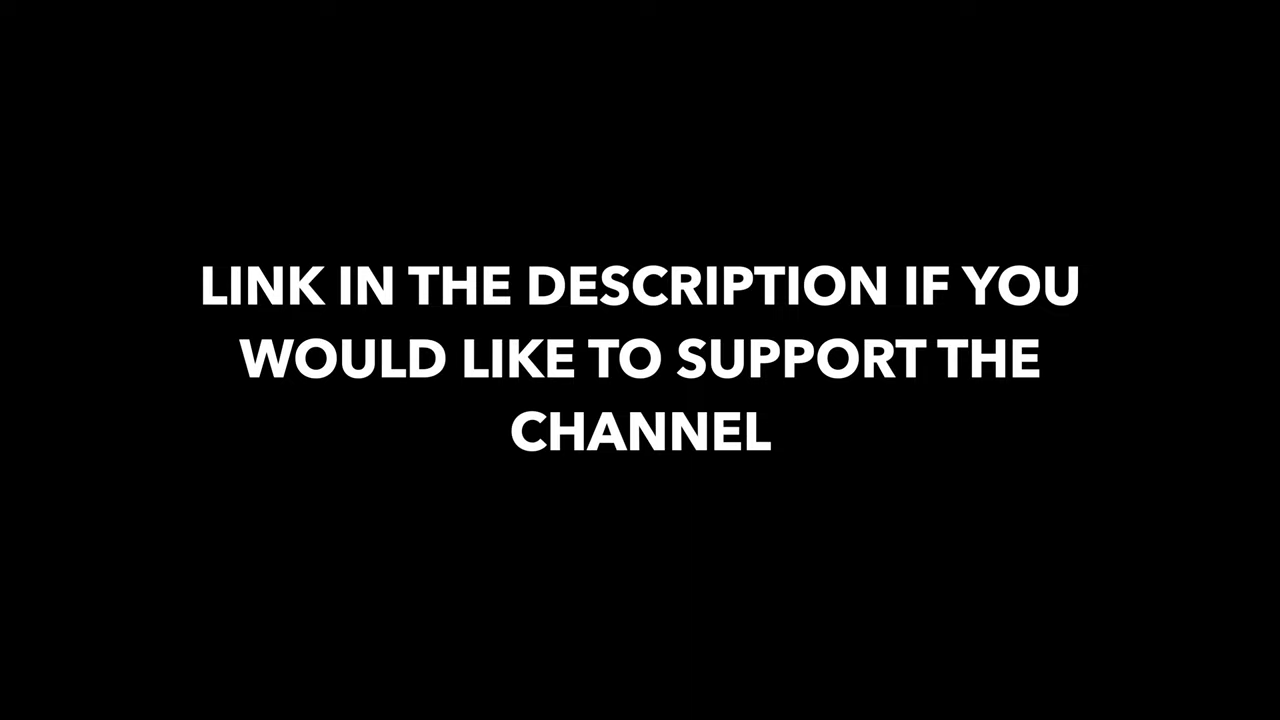 LINK IN THE DESCRIPTION IF YOU
WOULD LIKE TO SUPPORT THE
CHANNEL